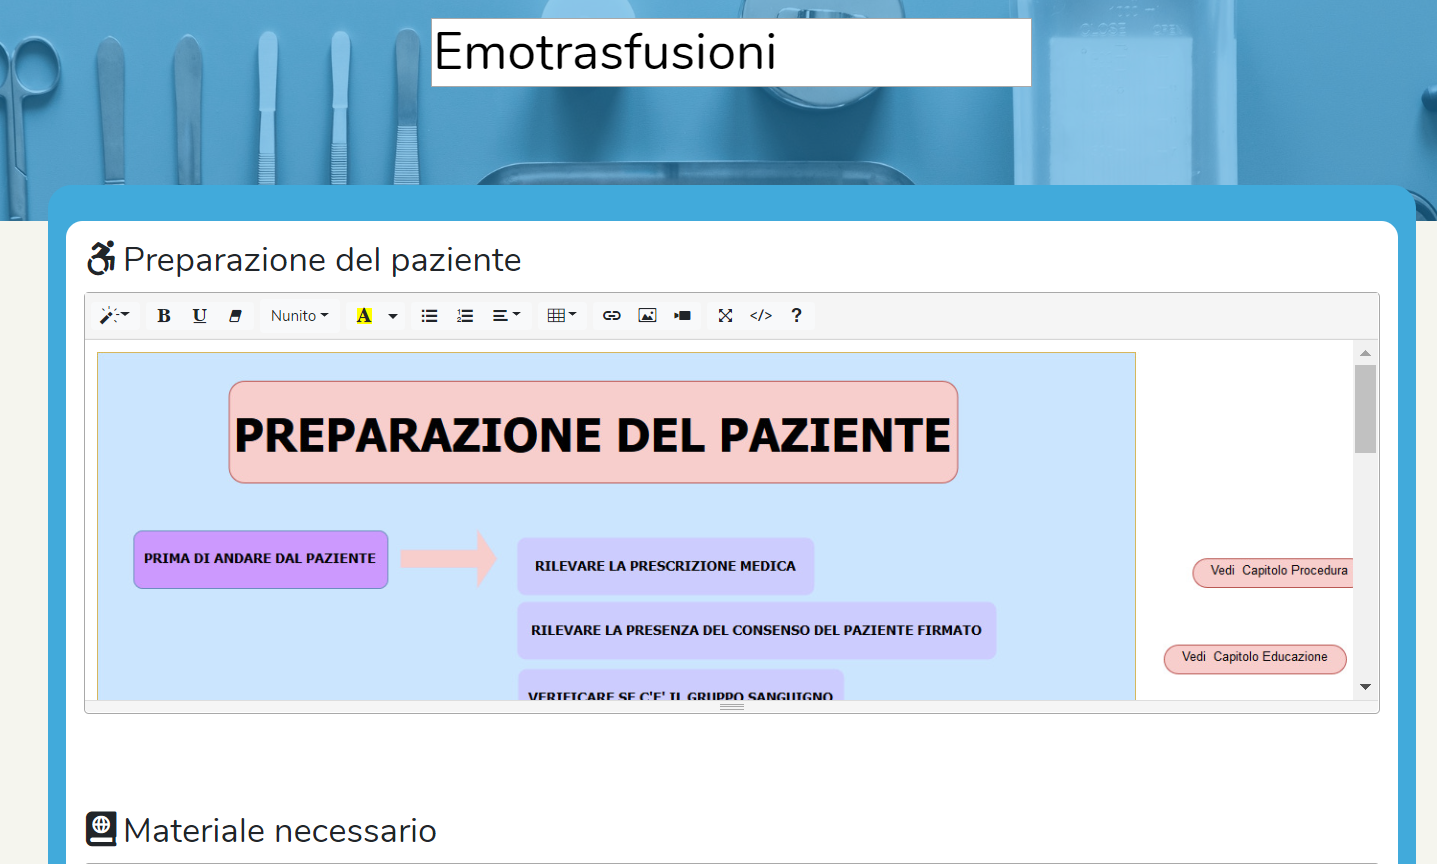 Emotrasfusioni
Preparazione del paziente
B U Nunito A </> ?
PREPARAZIONE DEL PAZIENTE
PRIMA DI ANDARE DAL PAZIENTE
RILEVARE LA PRESCRIZIONE MEDICA
Vedi Capitolo Procedura
RILEVARE LA PRESENZA DEL CONSENSO DEL PAZIENTE FIRMATO
Vedi Capitolo Educazione
VERIFICARE SE C'E' IL GRUPPO SANGUIGNO
Materiale necessario